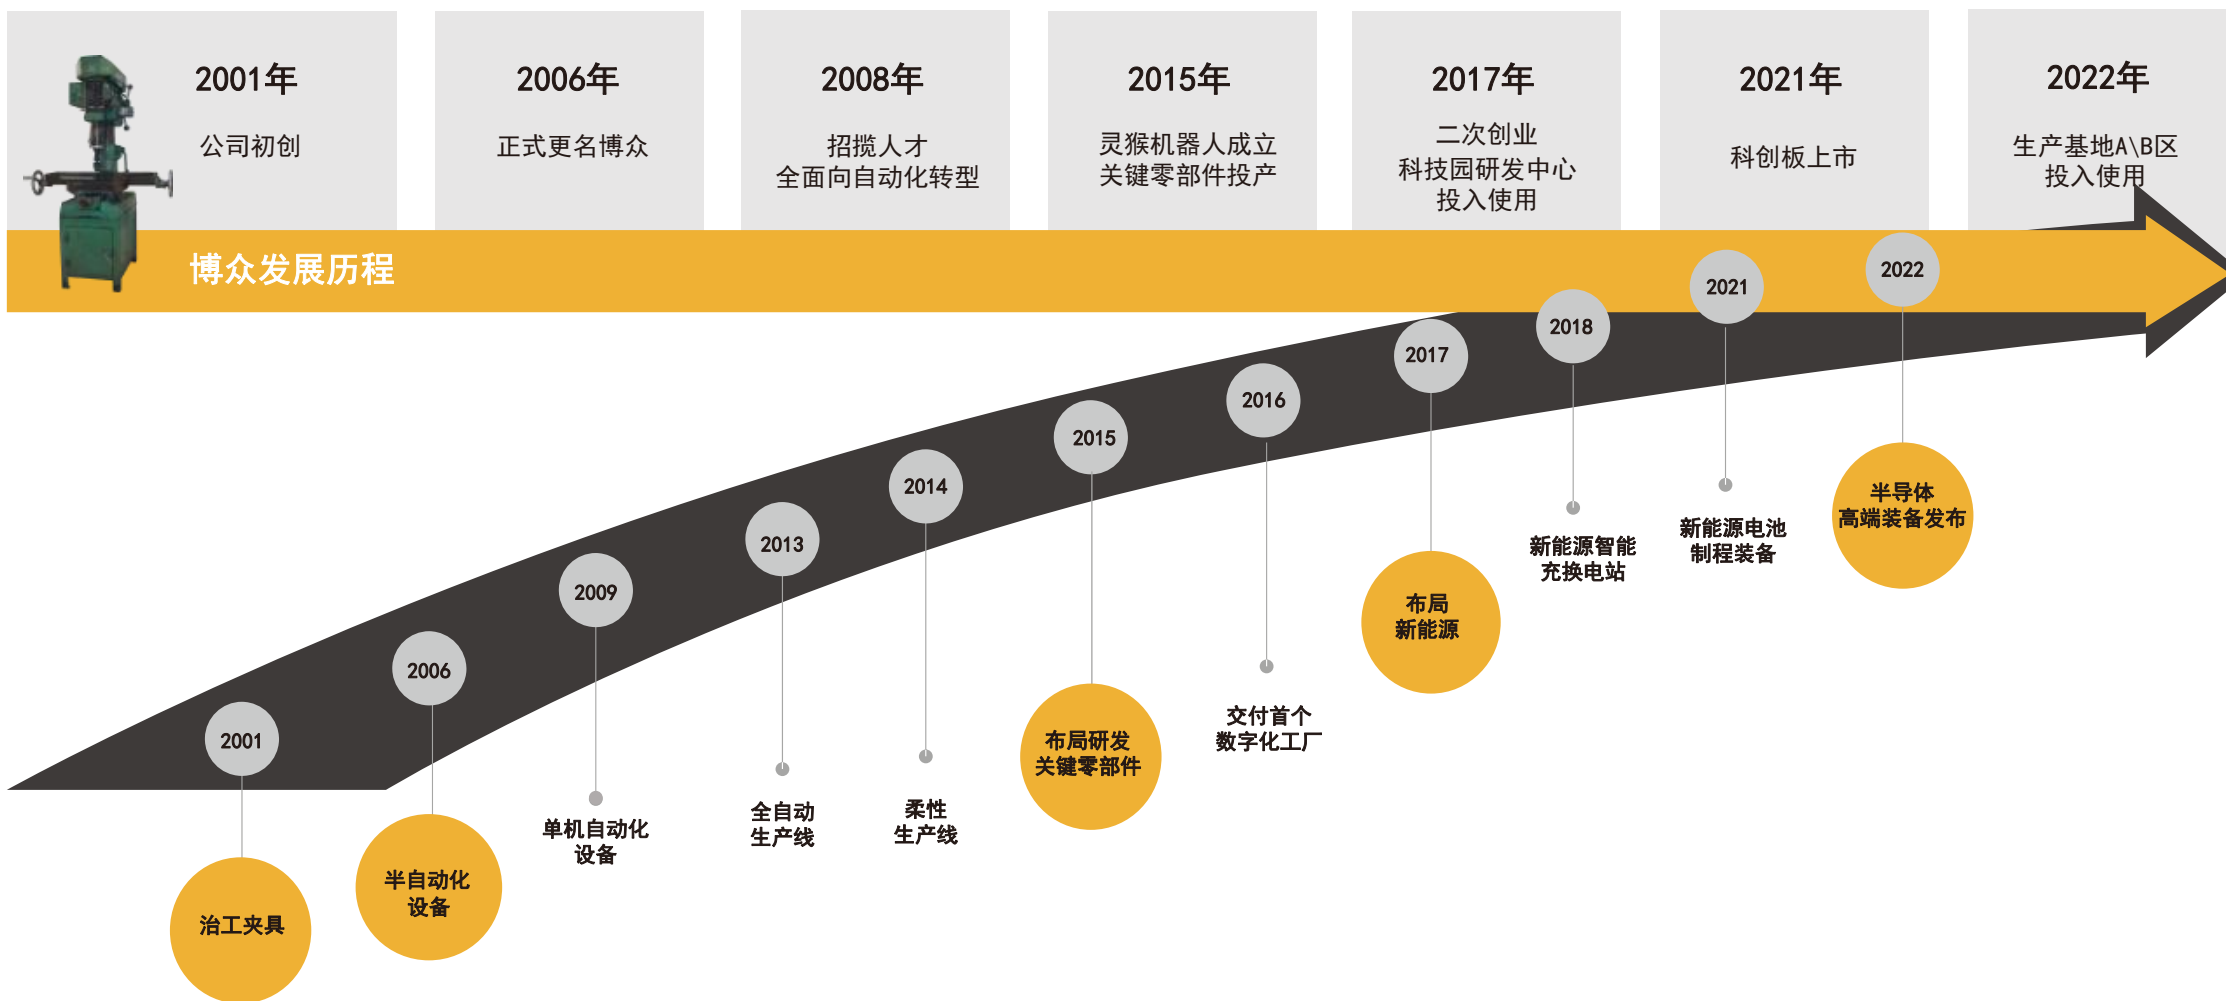 2001年
公司初创
2006年
正式更名博众
2008年
招揽人才
全面向自动化转型
2015年
灵猴机器人成立
关键零部件投产
2017年
二次创业
科技园研发中心
投入使用
2021年
科创板上市
2022年
生产基地A\B区
投入使用
博众发展历程
2001
治工夹具
2006
半自动化
设备
2009
单机自动化
设备
2013
全自动
生产线
2014
柔性
生产线
2015
布局研发
关键零部件
2016
交付首个
数字化工厂
2017
布局
新能源
2018
新能源智能
充换电站
2021
新能源电池
制程装备
2022
半导体
高端装备发布